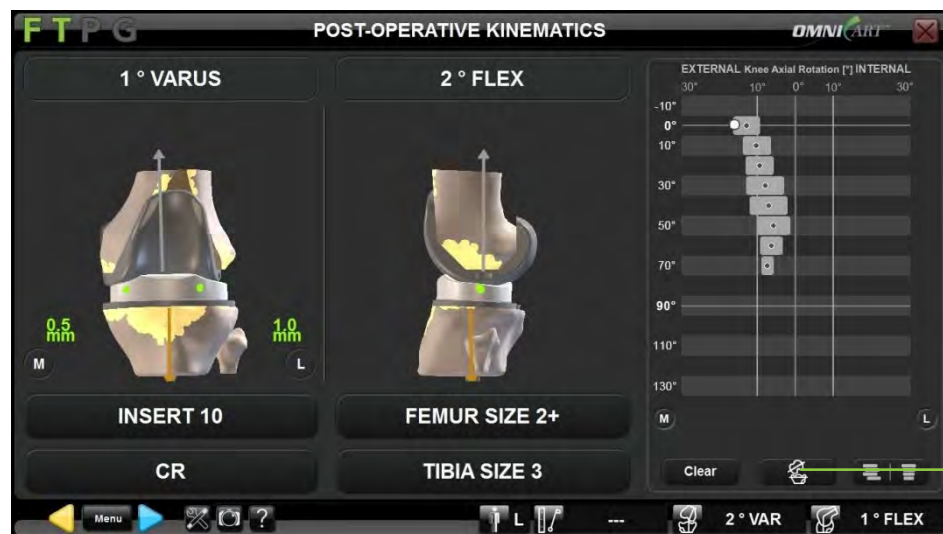 FTPG
POST-OPERATIVE KINEMATICS
OMNI ART™
1 ° VARUS
2 ° FLEX
EXTERNAL Knee Axial Rotation [°] INTERNAL
30° 10° 0° 10° 30°
-10°
0°
10°
30°
50°
70°
90°
110°
130°
0.5
mm
1.0
mm
M
L
INSERT 10
FEMUR SIZE 2+
CR
TIBIA SIZE 3
M
L
Clear
Menu
?
L
---
2 ° VAR
1 ° FLEX